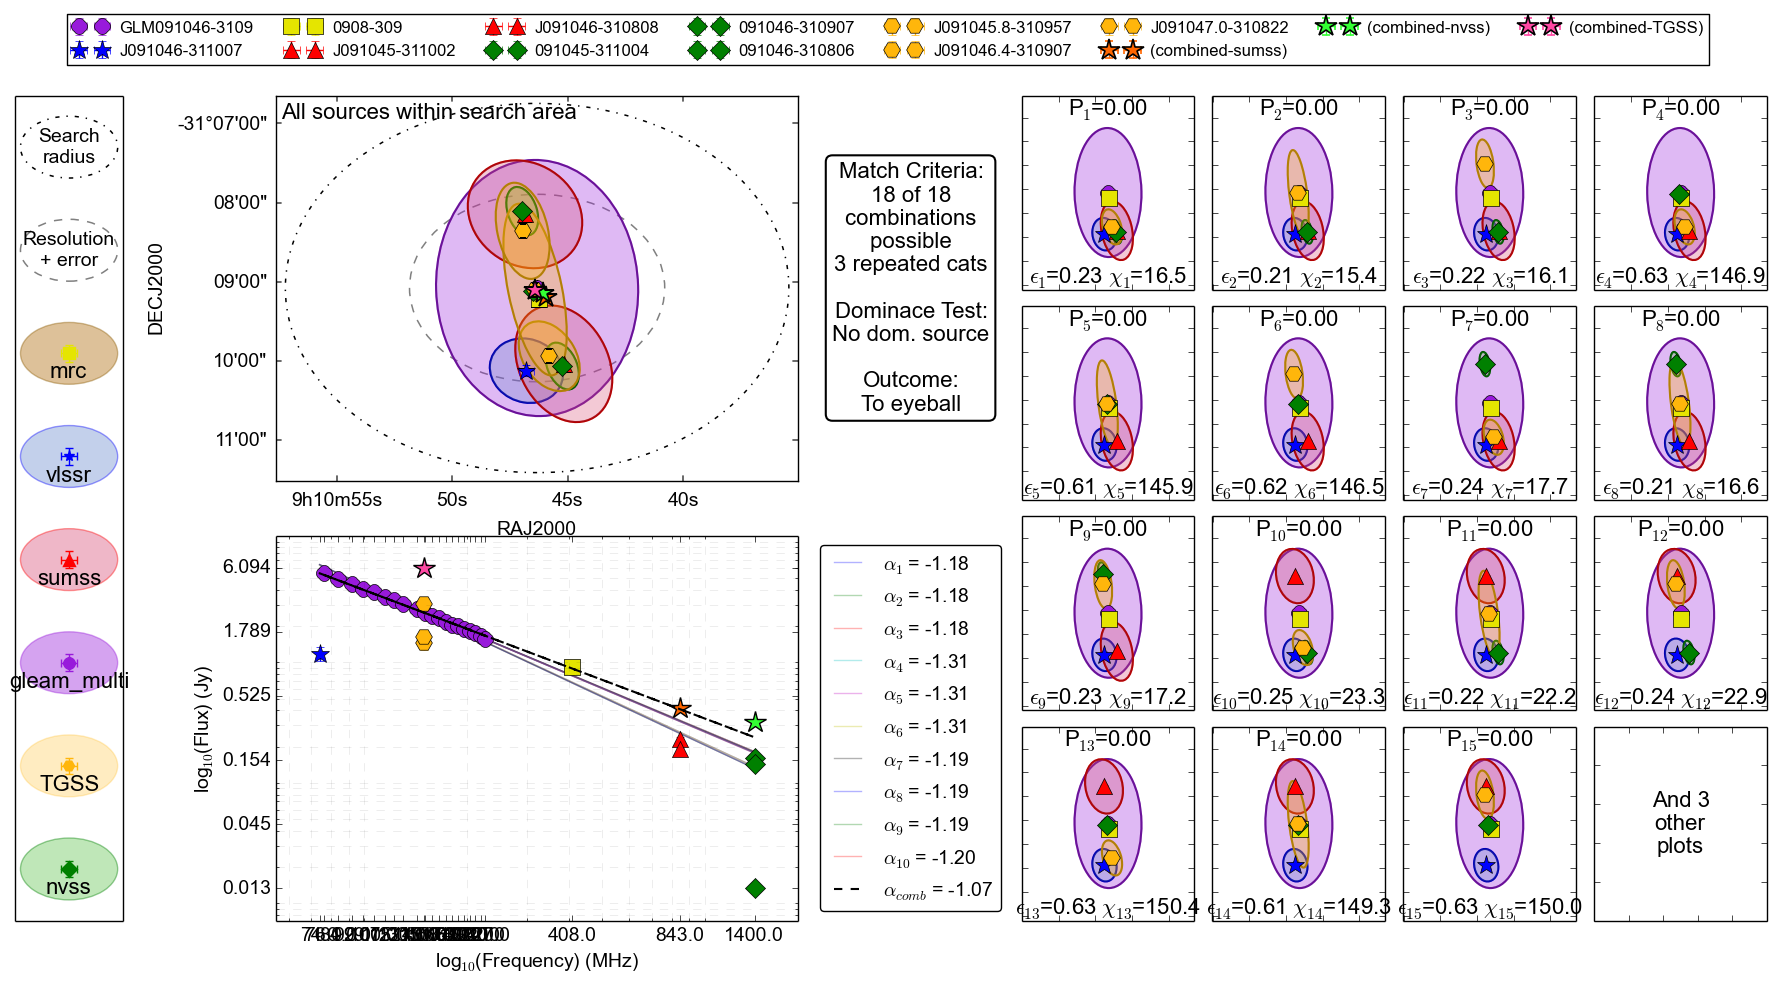 GLM091046-3109 0908-309 J091046-310808 091046-310907 J091045.8-310957 J091047.0-310822 (combined-nvss) (combined-TGSS)
J091046-311007 J091045-311002 091045-311004 091046-310806 J091046.4-310907 (combined-sumss)
Search
radius
Resolution
+ error
mrc
vlssr
sumss
gleam_multi
TGSS
nvss
All sources within search area
DECJ2000
-31°07'00"
08'00"
09'00"
10'00"
11'00"
9h10m55s 50s 45s 40s
RAJ2000
Match Criteria:
18 of 18
combinations
possible
3 repeated cats
Dominace Test:
No dom. source
Outcome:
To eyeball
log10(Flux) (Jy)
6.094
1.789
0.525
0.154
0.045
0.013
408.0 843.0 1400.0
log10(Frequency) (MHz)
α1 = -1.18
α2 = -1.18
α3 = -1.18
α4 = -1.31
α5 = -1.31
α6 = -1.31
α7 = -1.19
α8 = -1.19
α9 = -1.19
α10 = -1.20
αcomb = -1.07
P1=0.00 P2=0.00 P3=0.00 P4=0.00
ϵ1=0.23 χ1=16.5 ϵ2=0.21 χ2=15.4 ϵ3=0.22 χ3=16.1 ϵ4=0.63 χ4=146.9
P5=0.00 P6=0.00 P7=0.00 P8=0.00
ϵ5=0.61 χ5=145.9 ϵ6=0.62 χ6=146.5 ϵ7=0.24 χ7=17.7 ϵ8=0.21 χ8=16.6
P9=0.00 P10=0.00 P11=0.00 P12=0.00
ϵ9=0.23 χ9=17.2 ϵ10=0.25 χ10=23.3 ϵ11=0.22 χ11=22.2 ϵ12=0.24 χ12=22.9
P13=0.00 P14=0.00 P15=0.00
ϵ13=0.63 χ13=150.4 ϵ14=0.61 χ14=149.3 ϵ15=0.63 χ15=150.0
And 3
other
plots